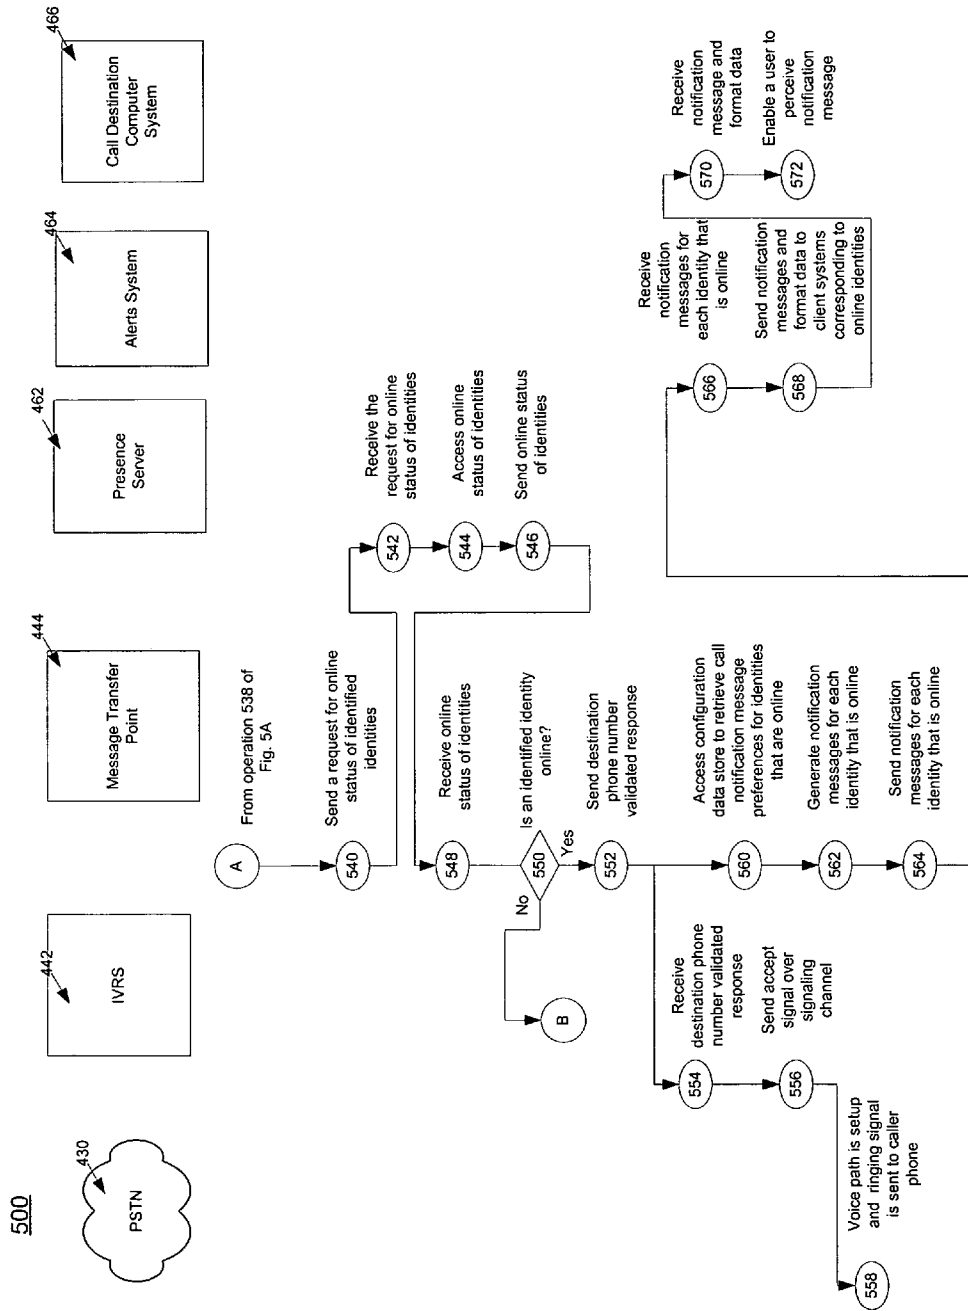 500
430
PSTN
442
IVRS
444
Message Transfer
Point
462
Presence
Server
464
Alerts System
466
Call Destination
Computer
System
A
From operation 538 of
Fig. 5A
540
Send a request for online
status of identified
identities
542
Receive the
request for online
status of identities
544
Access online
status of identities
546
Send online status
of identities
548
Receive online
status of identities
550
Is an identified identity
online?
No
Yes
B
552
Send destination
phone number
validated response
554
Receive
destination phone
number validated
response
556
Send accept
signal over
signaling
channel
558
Voice path is setup
and ringing signal
is sent to caller
phone
560
Access configuration
data store to retrieve call
notification message
preferences for identities
that are online
562
Generate notification
messages for each
identity that is online
564
Send notification
messages for each
identity that is online
566
Receive
notification
messages for
each identity that
is online
568
Send notification
messages and
format data to
client systems
corresponding to
online identities
570
Receive
notification
message and
format data
572
Enable a user to
perceive
notification
message